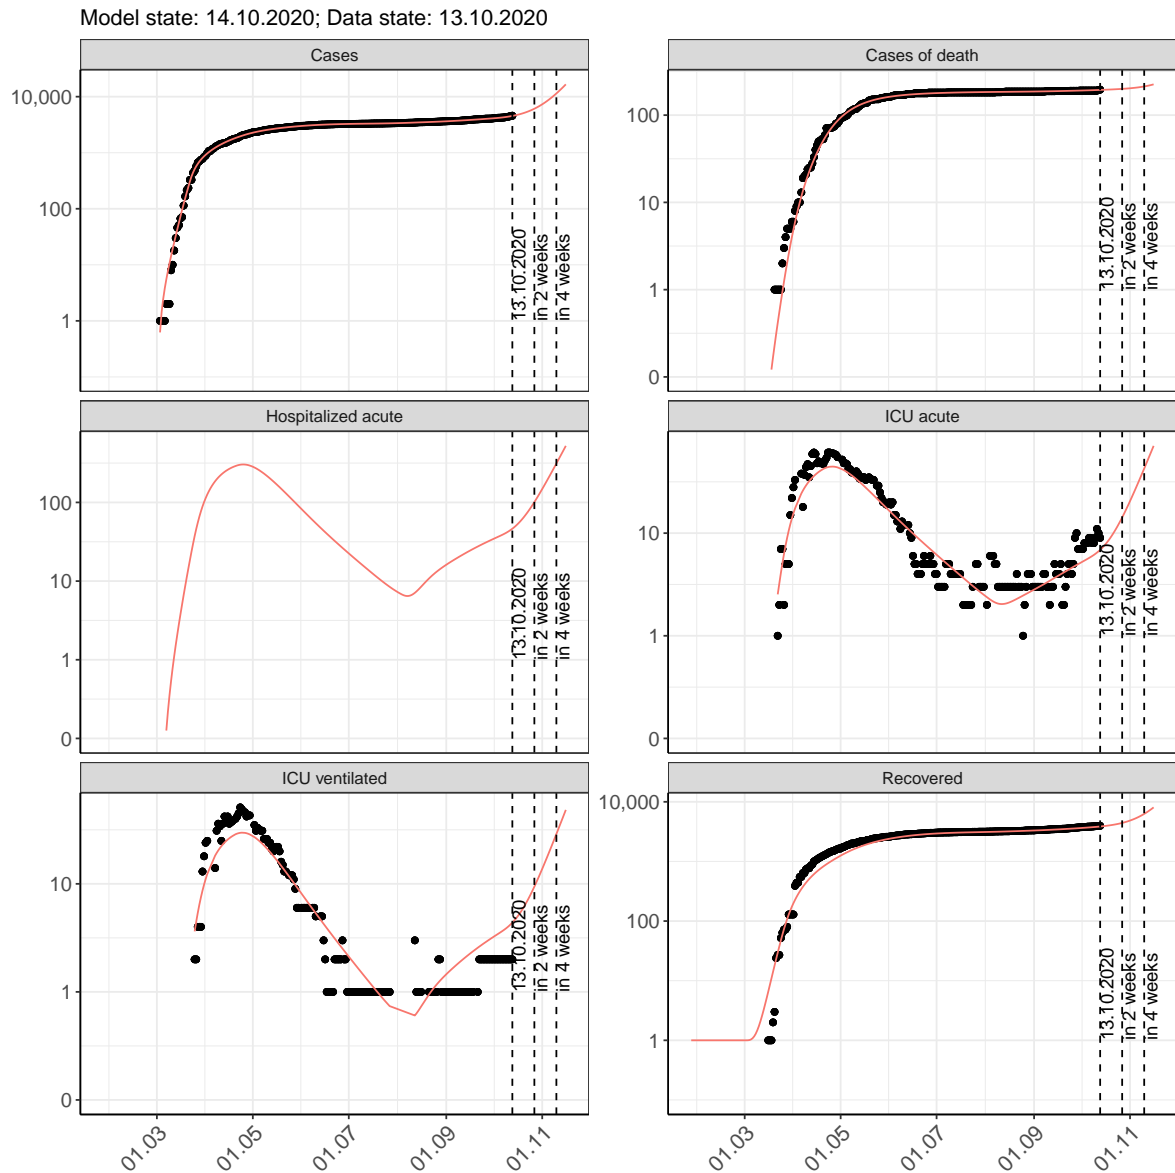 Model state: 14.10.2020; Data state: 13.10.2020
Cases
10,000
100
1
13.10.2020
in 2 weeks
in 4 weeks
Cases of death
100
10
1
0
13.10.2020
in 2 weeks
in 4 weeks
Hospitalized acute
100
10
1
0
13.10.2020
in 2 weeks
in 4 weeks
ICU acute
10
1
0
13.10.2020
in 2 weeks
in 4 weeks
ICU ventilated
10
1
0
13.10.2020
in 2 weeks
in 4 weeks
01.03
01.05
01.07
01.09
01.11
Recovered
10,000
100
1
13.10.2020
in 2 weeks
in 4 weeks
01.03
01.05
01.07
01.09
01.11